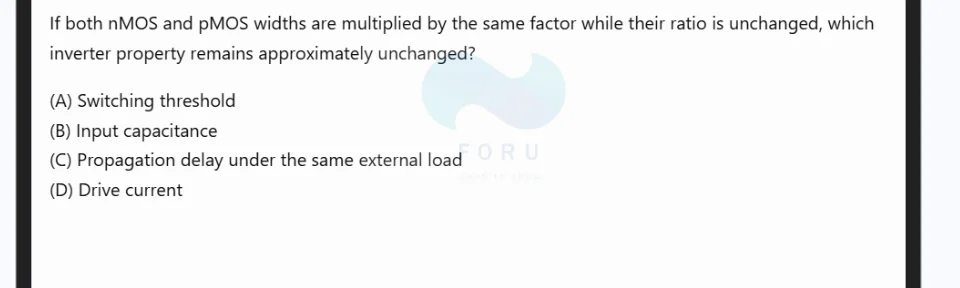 If both nMOS and pMOS widths are multiplied by the same factor while their ratio is unchanged, which
inverter property remains approximately unchanged?
(A) Switching threshold
(B) Input capacitance
(C) Propagation delay under the same external load
FORU
(D) Drive current